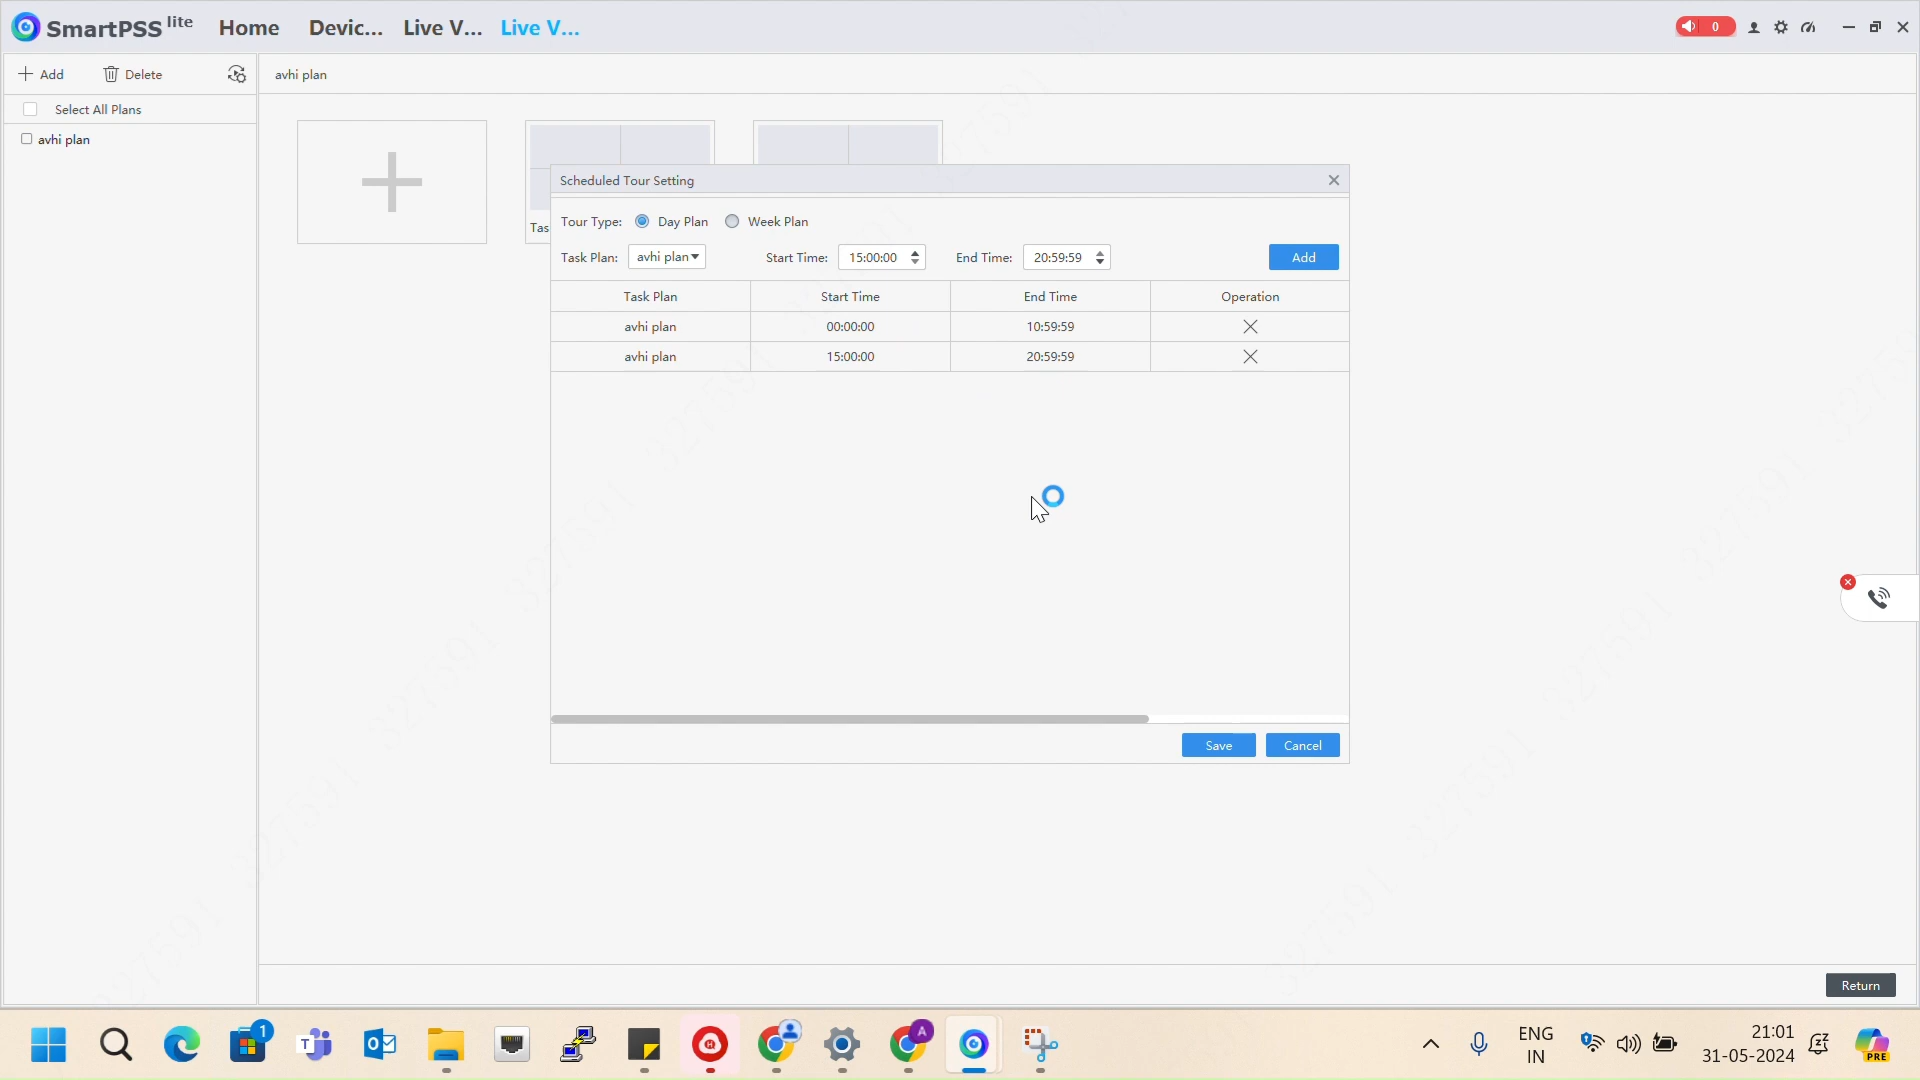 SmartPSS lite Home Devic... Live V... Live V... 0
Add Delete avhi plan
Select All Plans
avhi plan
Scheduled Tour Setting
Tour Type: Day Plan Week Plan
Tas
Task Plan: avhi plan Start Time: 15:00:00 End Time: 20:59:59 Add
Task Plan Start Time End Time Operation
avhi plan 00:00:00 10:59:59
avhi plan 15:00:00 20:59:59
Save Cancel
Return
1
A
ENG
IN
21:01
31-05-2024
PRE
327591